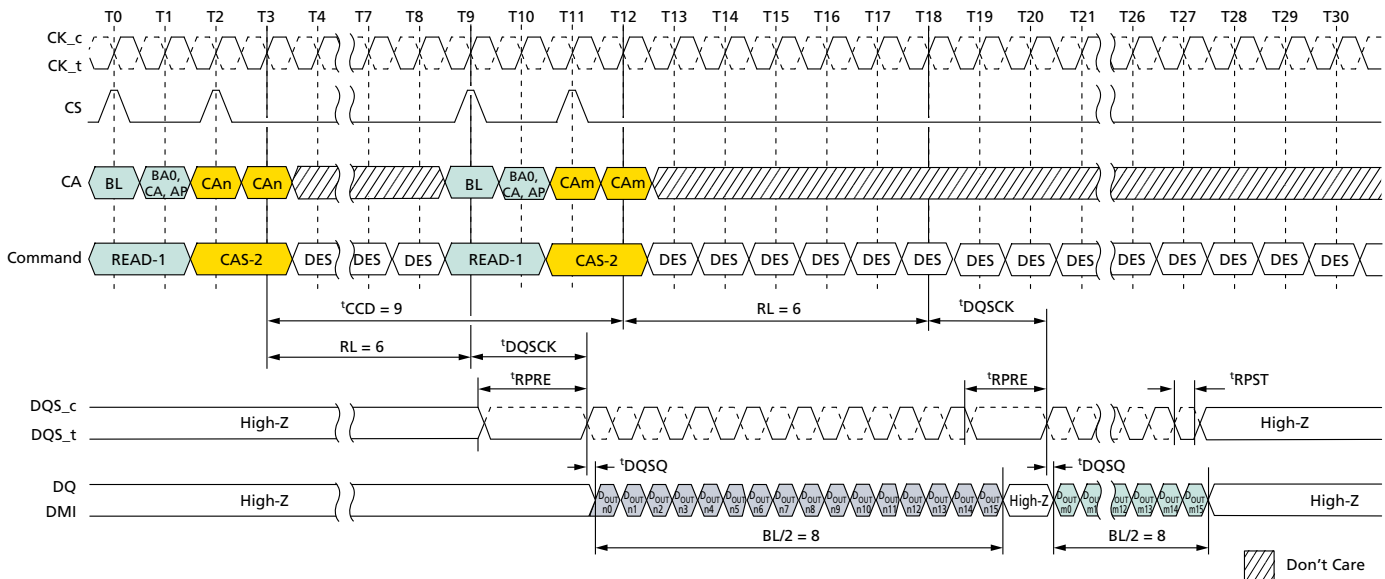 T0 T1 T2 T3 T4 T7 T8 T9 T10 T11 T12 T13 T14 T15 T16 T17 T18 T19 T20 T21 T26 T27 T28 T29 T30
CK_c
CK_t
CS
CA BL BA0, CA, AP CAn CAn BL BA0, CA, AP CAm CAm
Command READ-1 CAS-2 DES DES DES READ-1 CAS-2 DES DES DES DES DES DES DES DES DES DES DES DES DES DES
tCCD = 9 RL = 6 tDQSCK
RL = 6 tDQSCK
tRPRE tRPRE tRPST
DQS_c
DQS_t High-Z High-Z
tDQSQ tDQSQ
DQ
DMI High-Z DOUT n0 DOUT n1 DOUT n2 DOUT n3 DOUT n4 DOUT n5 DOUT n6 DOUT n7 DOUT n8 DOUT n9 DOUT n10 DOUT n11 DOUT n12 DOUT n13 DOUT n14 DOUT n15 High-Z DOUT m0 DOUT m1 DOUT m12 DOUT m13 DOUT m14 DOUT m15 High-Z
BL/2 = 8 BL/2 = 8
Don't Care